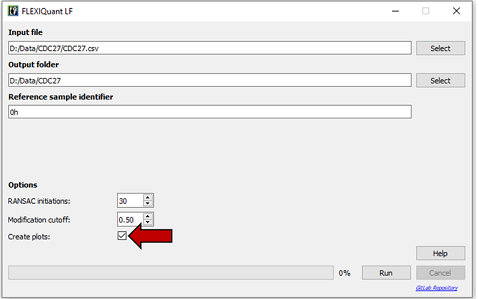 FLEXIQuant LF
Input file
D:/Data/CDC27/CDC27.csv Select
Output folder
D:/Data/CDC27 Select
Reference sample identifier
0h
Options
RANSAC initiations: 30
Modification cutoff: 0.50
Create plots:
Help
0% Run Cancel
GitLab Repository